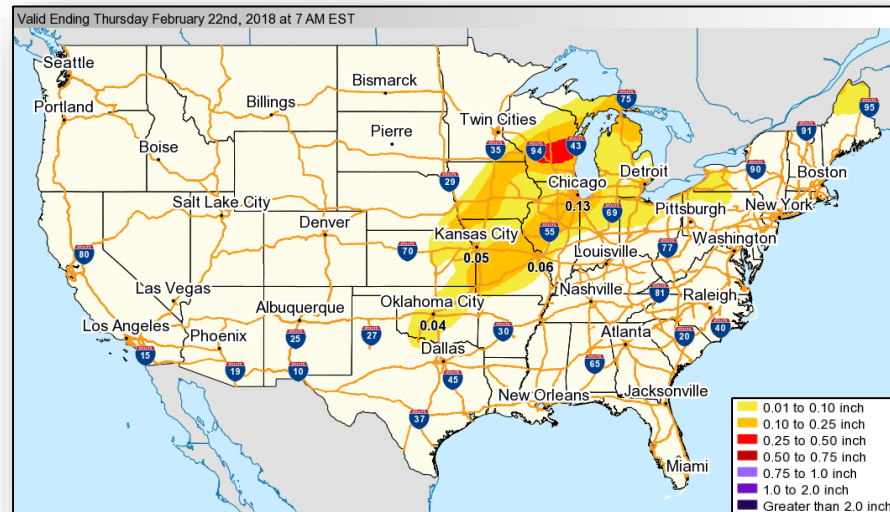 Valid Ending Thursday February 22nd, 2018 at 7 AM EST
Seattle
Portland
Boise
Billings
Bismarck
Pierre
Twin Cities
75
95
91
35
94
43
90
Boston
29
Chicago
Detroit
0.13
69
Pittsburgh
New York
Salt Lake City
Denver
80
70
Kansas City
0.05
55
0.06
Louisville
77
Washington
Las Vegas
Albuquerque
Oklahoma City
0.04
Nashville
81
Raleigh
Los Angeles
Phoenix
25
27
30
Atlanta
20
40
15
19
10
Dallas
45
65
37
New Orleans
Jacksonville
Miami
0.01 to 0.10 inch
0.10 to 0.25 inch
0.25 to 0.50 inch
0.50 to 0.75 inch
0.75 to 1.0 inch
1.0 to 2.0 inch
Greater than 2.0 inch